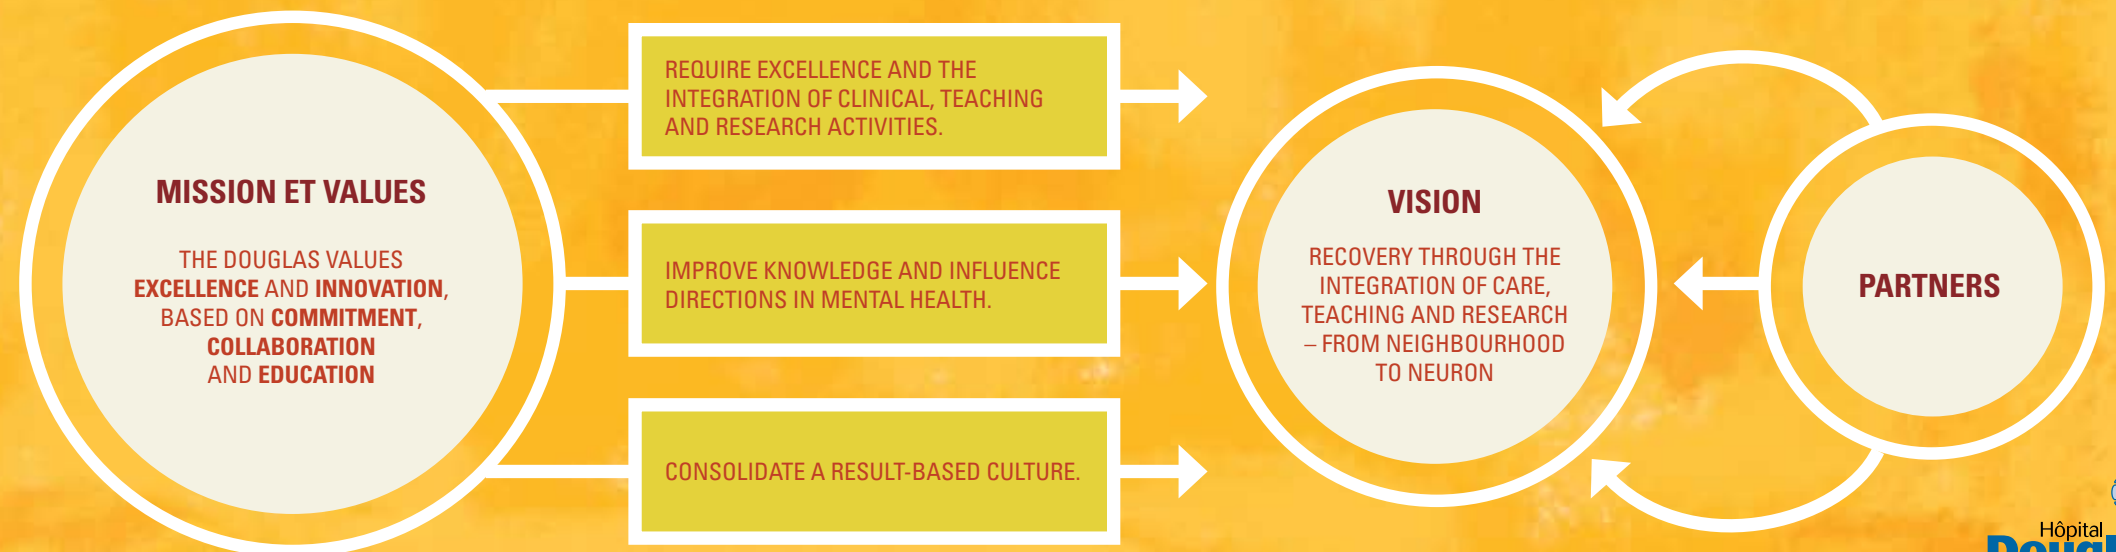 MISSION ET VALUES
THE DOUGLAS VALUES
EXCELLENCE AND INNOVATION,
BASED ON COMMITMENT,
COLLABORATION
AND EDUCATION
REQUIRE EXCELLENCE AND THE
INTEGRATION OF CLINICAL, TEACHING
AND RESEARCH ACTIVITIES.
IMPROVE KNOWLEDGE AND INFLUENCE
DIRECTIONS IN MENTAL HEALTH.
CONSOLIDATE A RESULT-BASED CULTURE.
VISION
RECOVERY THROUGH THE
INTEGRATION OF CARE,
TEACHING AND RESEARCH
– FROM NEIGHBOURHOOD
TO NEURON
PARTNERS
Hôpital